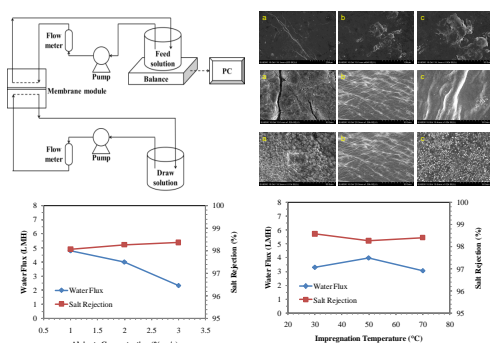 Flow
meter
Pump
Feed
solution
Balance
PC
Membrane module
Flow
meter
Pump
Draw
solution
a b c
a b c
a b c
Water Flux (LMH)
8
7
6
5
4
3
2
1
0
100
99
98
97
96
95
Salt Rejection (%)
Water Flux
Salt Rejection
0.5 1 1.5 2 2.5 3 3.5
Water Flux (LMH)
8
7
6
5
4
3
2
1
0
100
99
98
97
96
95
Salt Rejection (%)
Water Flux
Salt Rejection
20 30 40 50 60 70 80
Impregnation Temperature (°C)